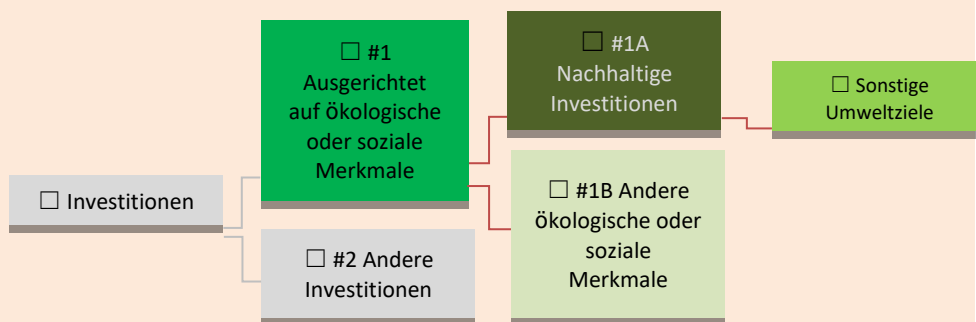 ☐ Investitionen
☐ #1
Ausgerichtet
auf ökologische
oder soziale
Merkmale
☐ #2 Andere
Investitionen
☐ #1A
Nachhaltige
Investitionen
☐ #1B Andere
ökologische oder
soziale
Merkmale
☐ Sonstige
Umweltziele